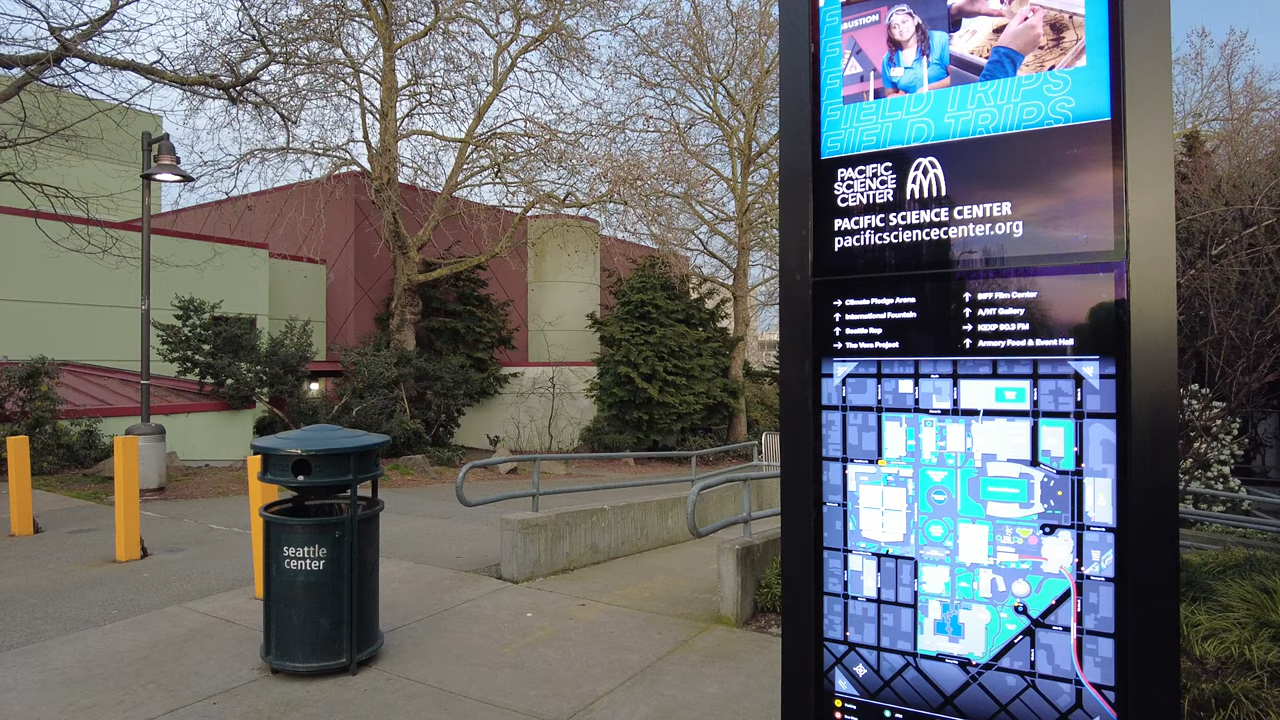 BUSTION
FIELD TRIPS
FIELD TRIPS
PACIFIC
SCIENCE
CENTER
PACIFIC SCIENCE CENTER
pacificsciencecenter.org
→ Climate Pledge Arena
↑ International Fountain
↑ Seattle Rep
→ The Vera Project
↑ SIFF Film Center
↑ A/NT Gallery
→ KEXP 90.3 FM
↑ Armory Food & Event Hall
seattle
center